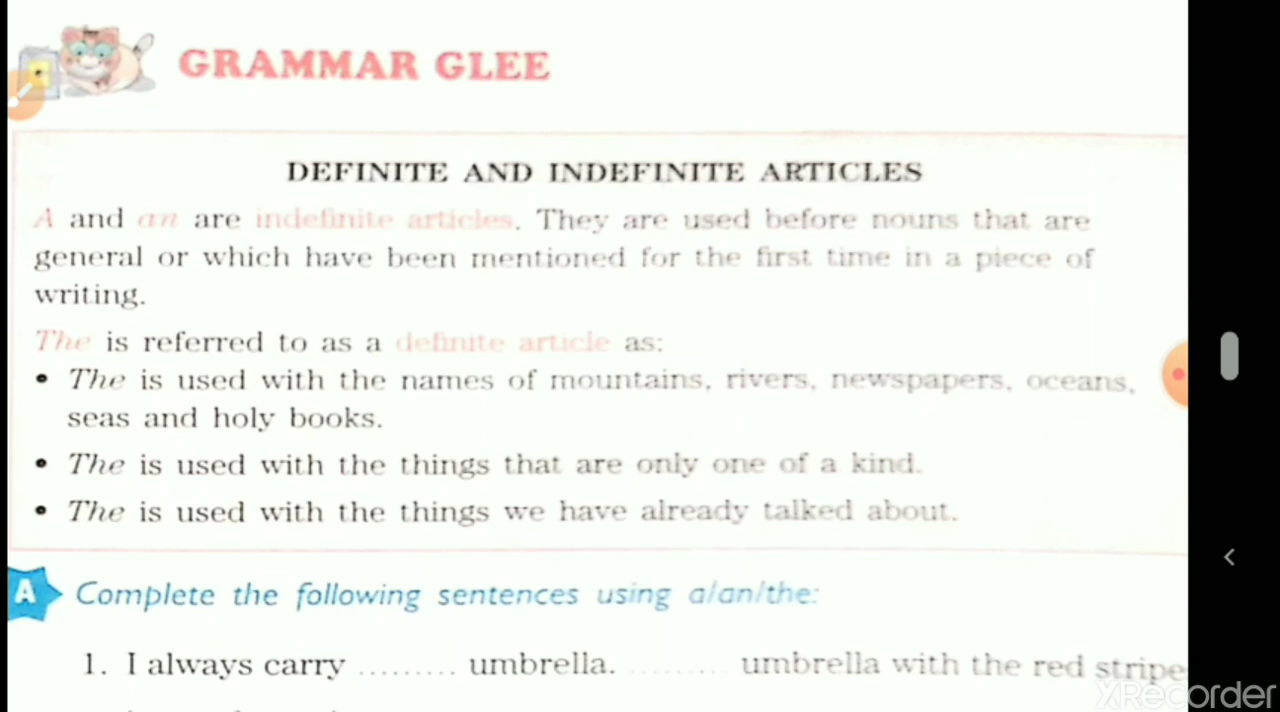 GRAMMAR GLEE
DEFINITE AND INDEFINITE ARTICLES
A and an are indefinite articles. They are used before nouns that are
general or which have been mentioned for the first time in a piece of
writing.
The is referred to as a definite article as:
• The is used with the names of mountains, rivers, newspapers, oceans,
seas and holy books.
• The is used with the things that are only one of a kind.
• The is used with the things we have already talked about.
A Complete the following sentences using a/an/the:
1. I always carry ......... umbrella. ......... umbrella with the red stripe
XRecorder